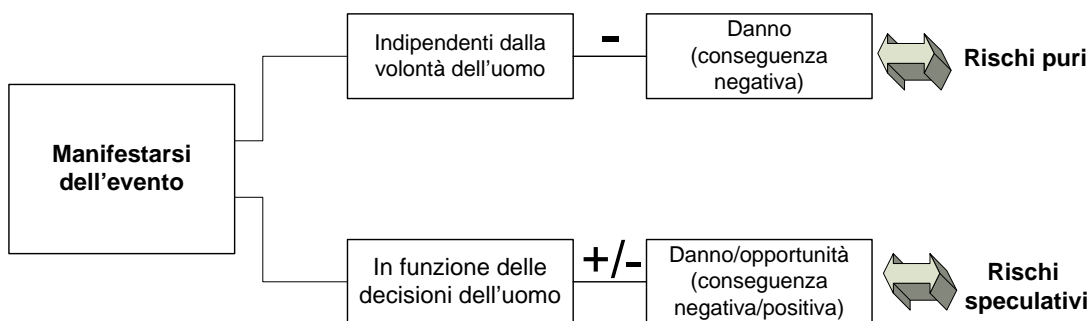 Manifestarsi
dell'evento
Indipendenti dalla
volontà dell'uomo
-
Danno
(conseguenza
negativa)
Rischi puri
In funzione delle
decisioni dell'uomo
+/-
Danno/opportunità
(conseguenza
negativa/positiva)
Rischi
speculativi